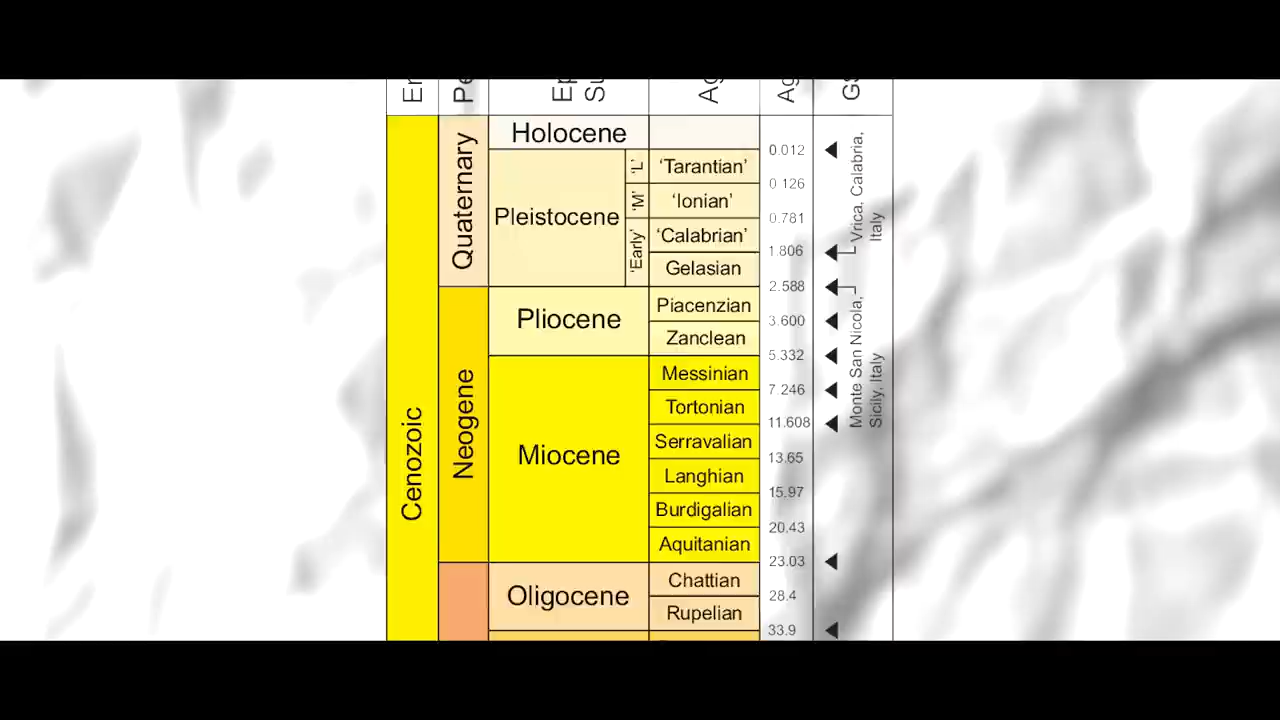 Holocene
0.012
Quaternary
Pleistocene
'L'
'Tarantian'
0.126
'M'
'Ionian'
0.781
'Early'
'Calabrian'
1.806
Gelasian
2.588
Vrica, Calabria,
Italy
Cenozoic
Neogene
Pliocene
Piacenzian
3.600
Zanclean
5.332
Miocene
Messinian
7.246
Tortonian
11.608
Serravalian
13.65
Langhian
15.97
Burdigalian
20.43
Aquitanian
23.03
Monte San Nicola,
Sicily, Italy
Oligocene
Chattian
28.4
Rupelian
33.9